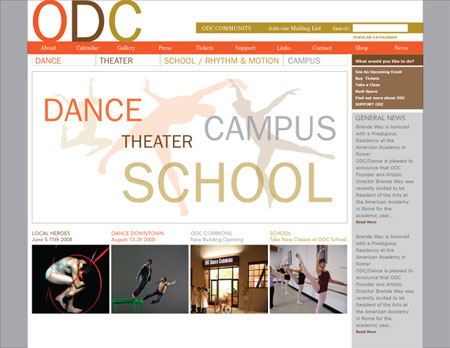 ODC
ODC COMMUNITY Join our Mailing List Search:
POPULAR CATEGORIES
About Calendar Gallery Press Tickets Support Links Contact Shop News
DANCE THEATER SCHOOL / RHYTHM & MOTION CAMPUS
What would you like to do?
See An Upcoming Event
Buy Tickets
Take a Class
Rent Space
Find out more about ODC
SUPPORT ODC
DANCE
CAMPUS
THEATER
SCHOOL
GENERAL NEWS
Brenda Way is honored
with a Prestigious
Residency at the
American Academy in
Rome!
ODC/Dance is pleased to
announce that ODC
Founder and Artistic
Director Brenda Way was
recently invited to be
Resident of the Arts at
the American Academy in
Rome for the
academic year...
Read More
Brenda Way is honored
with a Prestigious
Residency at the
American Academy in
Rome!
ODC/Dance is pleased to
announce that ODC
Founder and Artistic
Director Brenda Way was
recently invited to be
Resident of the Arts at
the American Academy in
Rome for the
academic year...
Read More
LOCAL HEROES
June 5-15th 2008
DANCE DOWNTOWN
August 12-28 2008
ODC COMMONS
New Building Opening
SCHOOL
Take New Classes at ODC School
ODC Dance Commons